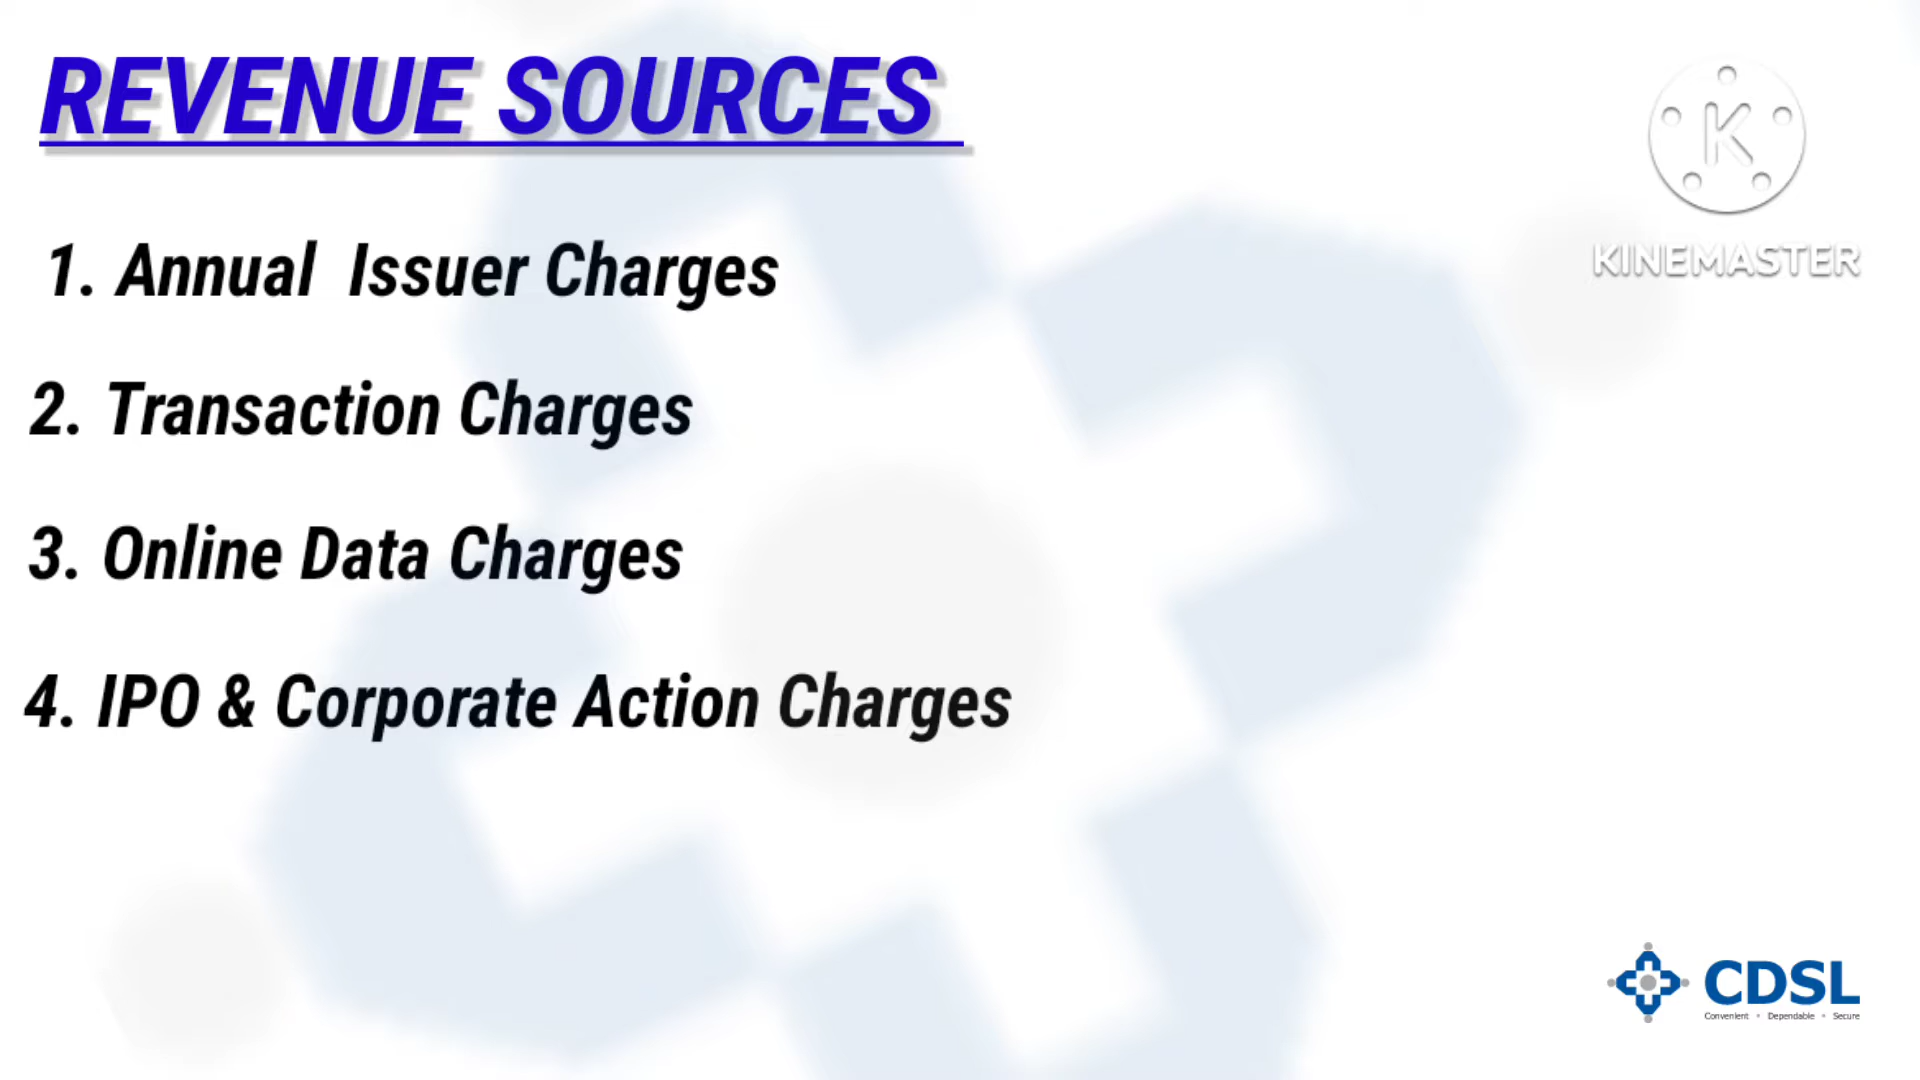 REVENUE SOURCES
KINEMASTER
1. Annual Issuer Charges
2. Transaction Charges
3. Online Data Charges
4. IPO & Corporate Action Charges
CDSL
Convenient • Dependable • Secure